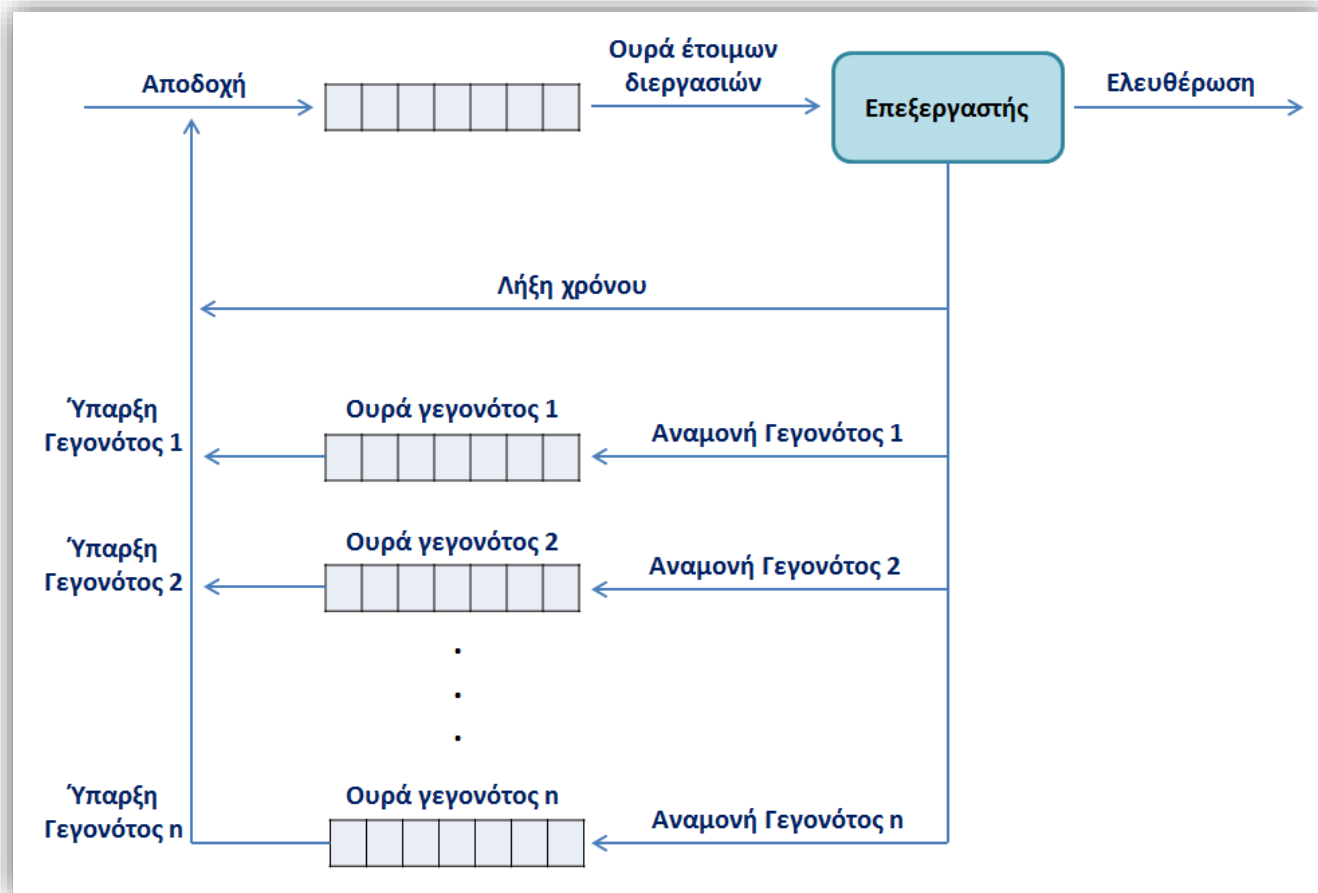 Αποδοχή
Ουρά έτοιμων
διεργασιών
Επεξεργαστής
Ελευθέρωση
Λήξη χρόνου
Ύπαρξη
Γεγονότος 1
Ουρά γεγονότος 1
Αναμονή Γεγονότος 1
Ύπαρξη
Γεγονότος 2
Ουρά γεγονότος 2
Αναμονή Γεγονότος 2
.
.
.
Ύπαρξη
Γεγονότος n
Ουρά γεγονότος n
Αναμονή Γεγονότος n